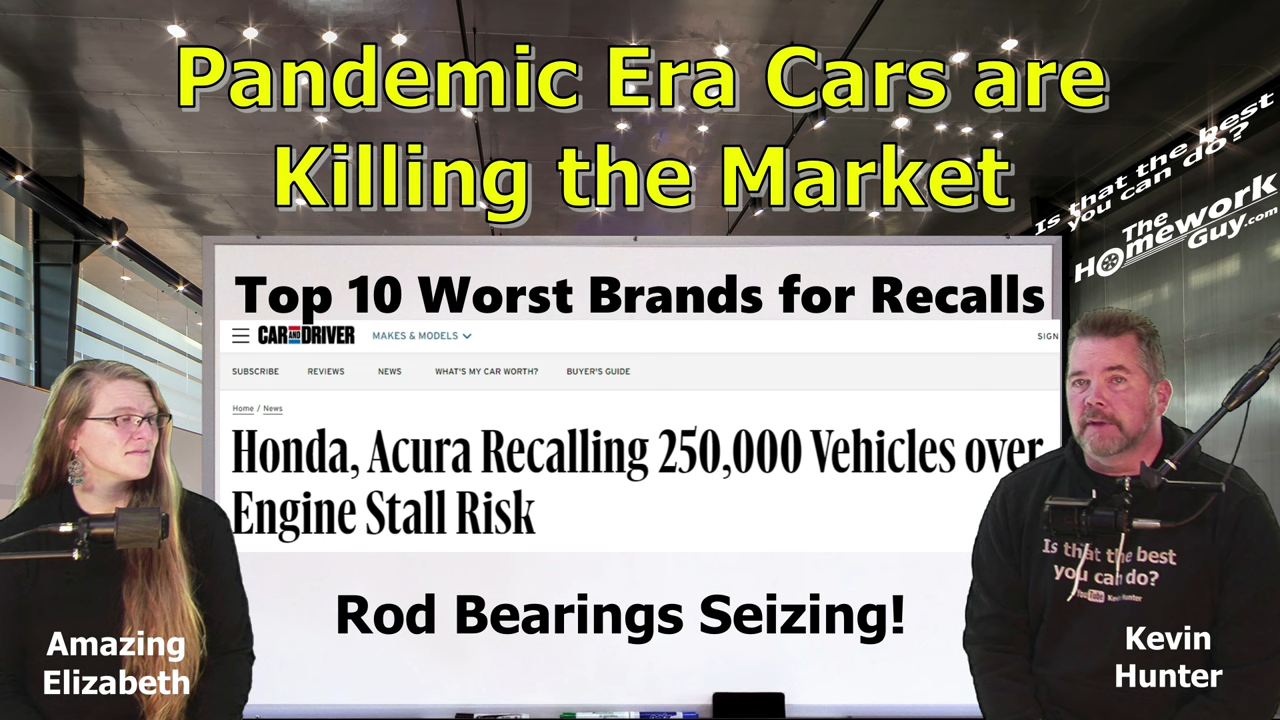 Pandemic Era Cars are
Killing the Market
Is that the best
you can do?
The
Homework
Guy.com
Top 10 Worst Brands for Recalls
CAR AND DRIVER
MAKES & MODELS
SIGN
SUBSCRIBE
REVIEWS
NEWS
WHAT'S MY CAR WORTH?
BUYER'S GUIDE
Home / News
Honda, Acura Recalling 250,000 Vehicles over
Engine Stall Risk
Rod Bearings Seizing!
Is that the best
you can do?
YouTube Kevin Hunter
Amazing
Elizabeth
Kevin
Hunter